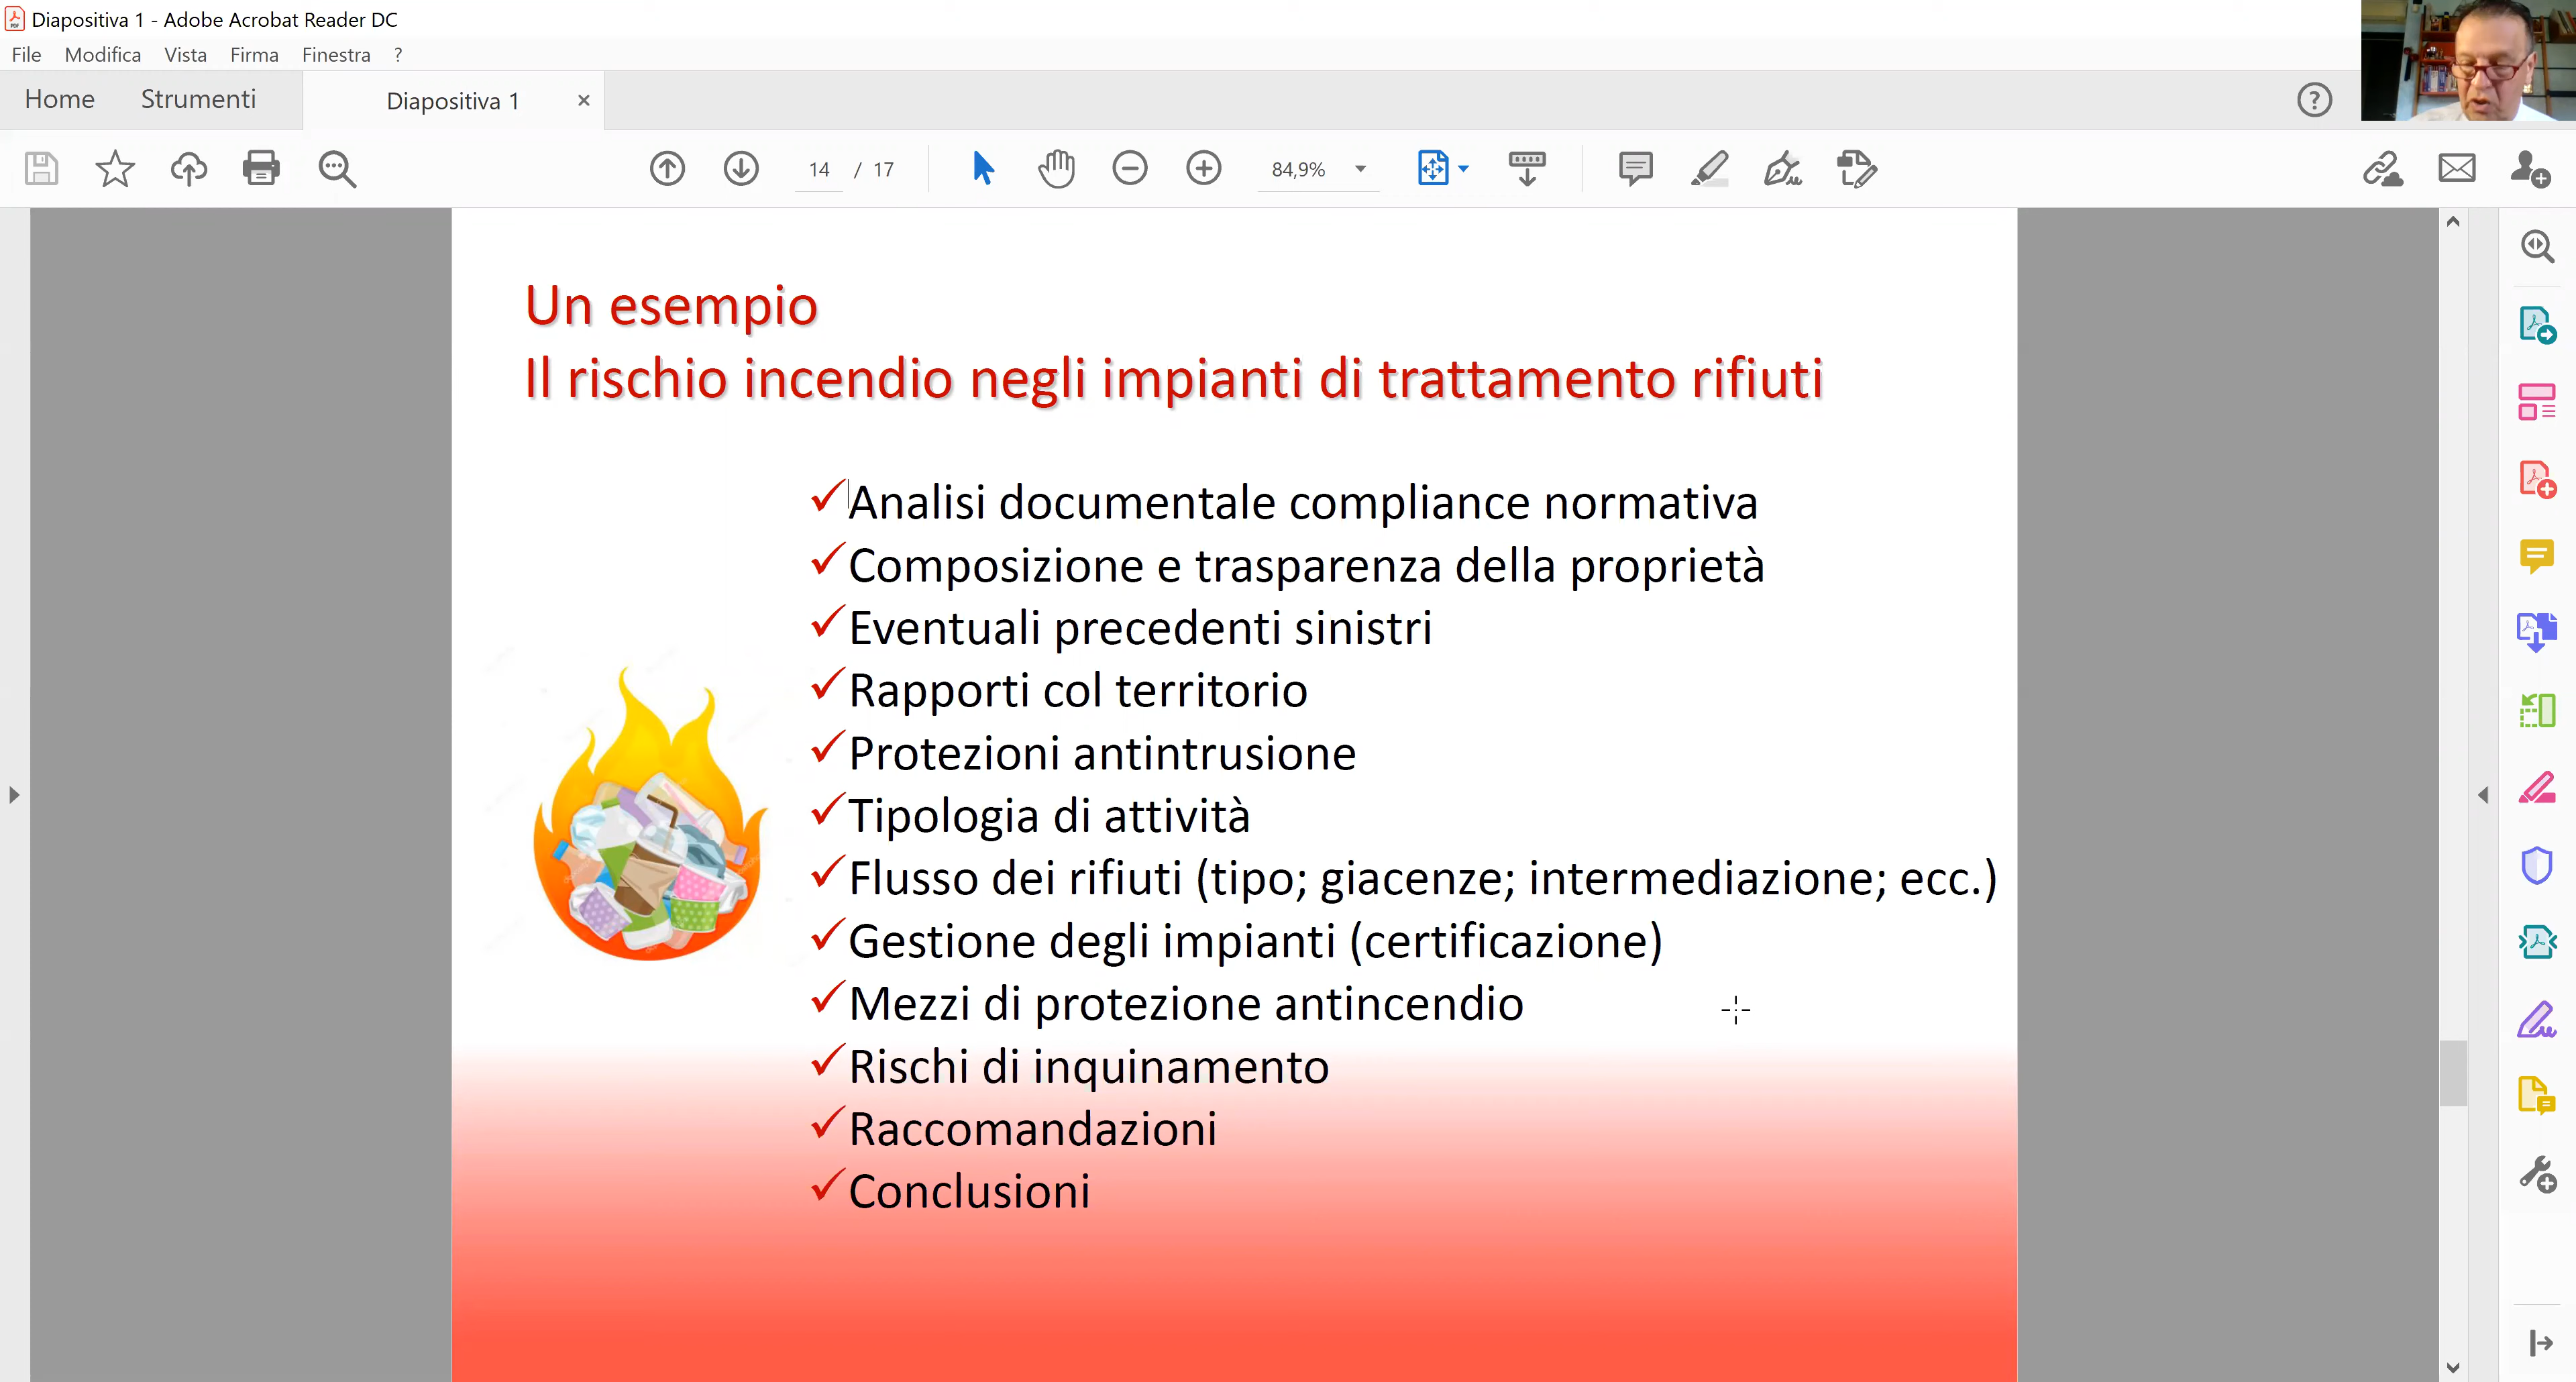 Diapositiva 1 - Adobe Acrobat Reader DC
File Modifica Vista Firma Finestra ?
Home Strumenti Diapositiva 1 × ?
14 / 17 84,9%
Un esempio
Il rischio incendio negli impianti di trattamento rifiuti
✓Analisi documentale compliance normativa
✓Composizione e trasparenza della proprietà
✓Eventuali precedenti sinistri
✓Rapporti col territorio
✓Protezioni antintrusione
✓Tipologia di attività
✓Flusso dei rifiuti (tipo; giacenze; intermediazione; ecc.)
✓Gestione degli impianti (certificazione)
✓Mezzi di protezione antincendio
✓Rischi di inquinamento
✓Raccomandazioni
✓Conclusioni